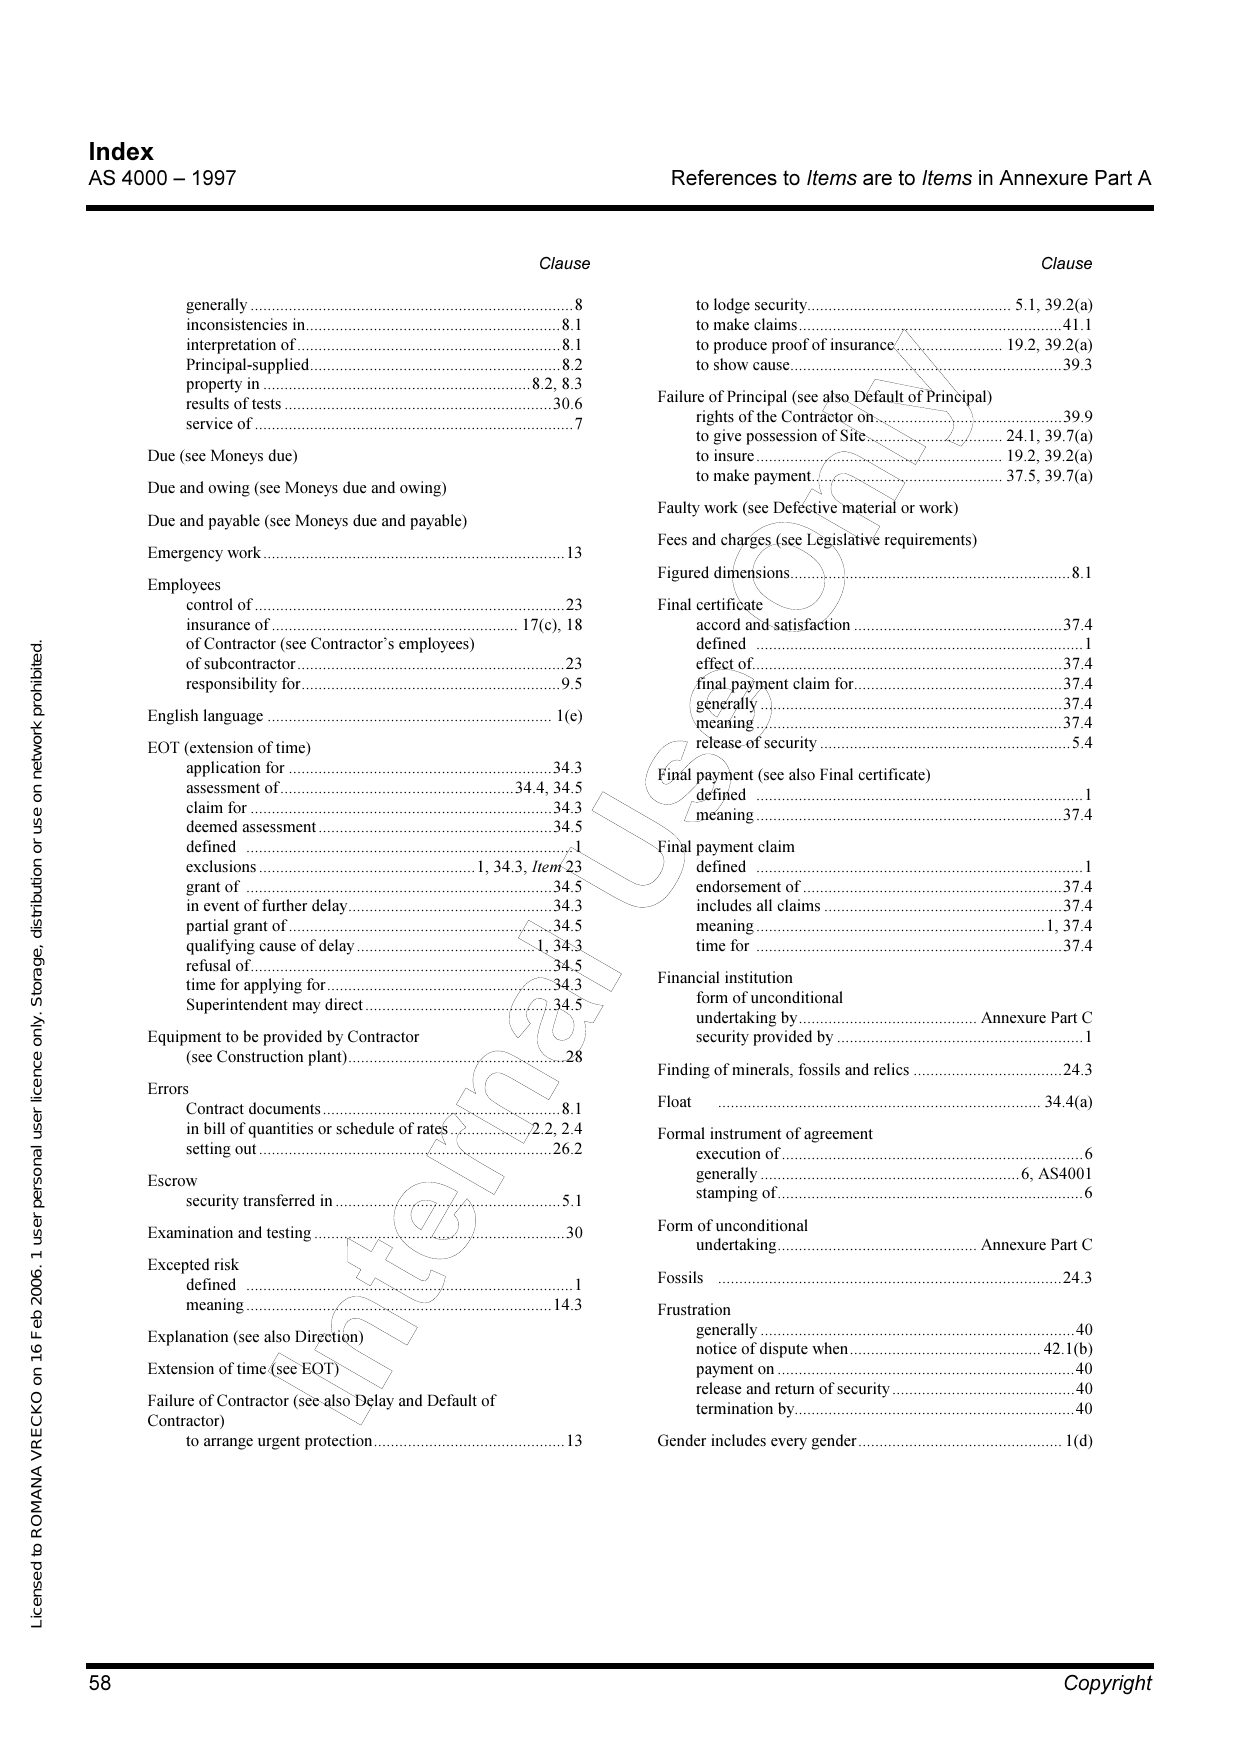 Index
AS 4000 – 1997
References to Items are to Items in Annexure Part A
Clause
generally ............................................................................8
inconsistencies in............................................................8.1
interpretation of..............................................................8.1
Principal-supplied...........................................................8.2
property in ...............................................................8.2, 8.3
results of tests ...............................................................30.6
service of ...........................................................................7
Due (see Moneys due)
Due and owing (see Moneys due and owing)
Due and payable (see Moneys due and payable)
Emergency work.......................................................................13
Employees
control of .........................................................................23
insurance of .......................................................... 17(c), 18
of Contractor (see Contractor’s employees)
of subcontractor...............................................................23
responsibility for.............................................................9.5
English language ................................................................... 1(e)
EOT (extension of time)
application for ..............................................................34.3
assessment of.......................................................34.4, 34.5
claim for .......................................................................34.3
deemed assessment.......................................................34.5
defined .............................................................................1
exclusions...................................................1, 34.3, Item 23
grant of ........................................................................34.5
in event of further delay................................................34.3
partial grant of..............................................................34.5
qualifying cause of delay..........................................1, 34.3
refusal of.......................................................................34.5
time for applying for.....................................................34.3
Superintendent may direct............................................34.5
Equipment to be provided by Contractor
(see Construction plant)...................................................28
Errors
Contract documents........................................................8.1
in bill of quantities or schedule of rates...................2.2, 2.4
setting out.....................................................................26.2
Escrow
security transferred in.....................................................5.1
Examination and testing ...........................................................30
Excepted risk
defined .............................................................................1
meaning........................................................................14.3
Explanation (see also Direction)
Extension of time (see EOT)
Failure of Contractor (see also Delay and Default of
Contractor)
to arrange urgent protection.............................................13
Clause
to lodge security................................................ 5.1, 39.2(a)
to make claims..............................................................41.1
to produce proof of insurance......................... 19.2, 39.2(a)
to show cause................................................................39.3
Failure of Principal (see also Default of Principal)
rights of the Contractor on............................................39.9
to give possession of Site................................ 24.1, 39.7(a)
to insure.......................................................... 19.2, 39.2(a)
to make payment............................................. 37.5, 39.7(a)
Faulty work (see Defective material or work)
Fees and charges (see Legislative requirements)
Figured dimensions..................................................................8.1
Final certificate
accord and satisfaction .................................................37.4
defined .............................................................................1
effect of.........................................................................37.4
final payment claim for.................................................37.4
generally .......................................................................37.4
meaning........................................................................37.4
release of security ...........................................................5.4
Final payment (see also Final certificate)
defined .............................................................................1
meaning........................................................................37.4
Final payment claim
defined .............................................................................1
endorsement of .............................................................37.4
includes all claims ........................................................37.4
meaning....................................................................1, 37.4
time for ........................................................................37.4
Financial institution
form of unconditional
undertaking by.......................................... Annexure Part C
security provided by ..........................................................1
Finding of minerals, fossils and relics ...................................24.3
Float ............................................................................ 34.4(a)
Formal instrument of agreement
execution of.......................................................................6
generally .............................................................6, AS4001
stamping of........................................................................6
Form of unconditional
undertaking............................................... Annexure Part C
Fossils .................................................................................24.3
Frustration
generally ..........................................................................40
notice of dispute when............................................. 42.1(b)
payment on ......................................................................40
release and return of security...........................................40
termination by..................................................................40
Gender includes every gender................................................ 1(d)
Internal Use Only
Licensed to ROMANA VRECKO on 16 Feb 2006. 1 user personal user licence only. Storage, distribution or use on network prohibited.
58
Copyright